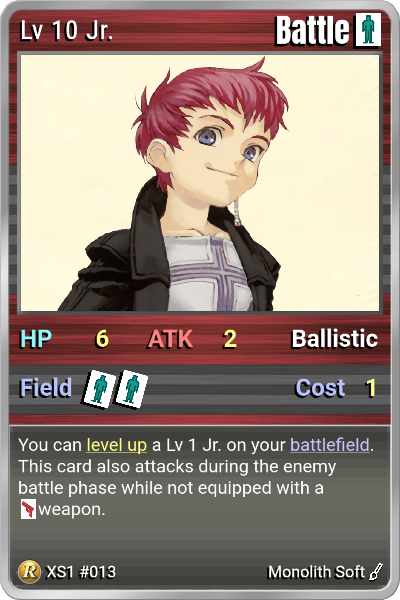 Lv 10 Jr. Battle
HP 6 ATK 2 Ballistic
Field Cost 1
You can level up a Lv 1 Jr. on your battlefield.
This card also attacks during the enemy
battle phase while not equipped with a
weapon.
R XS1 #013 Monolith Soft